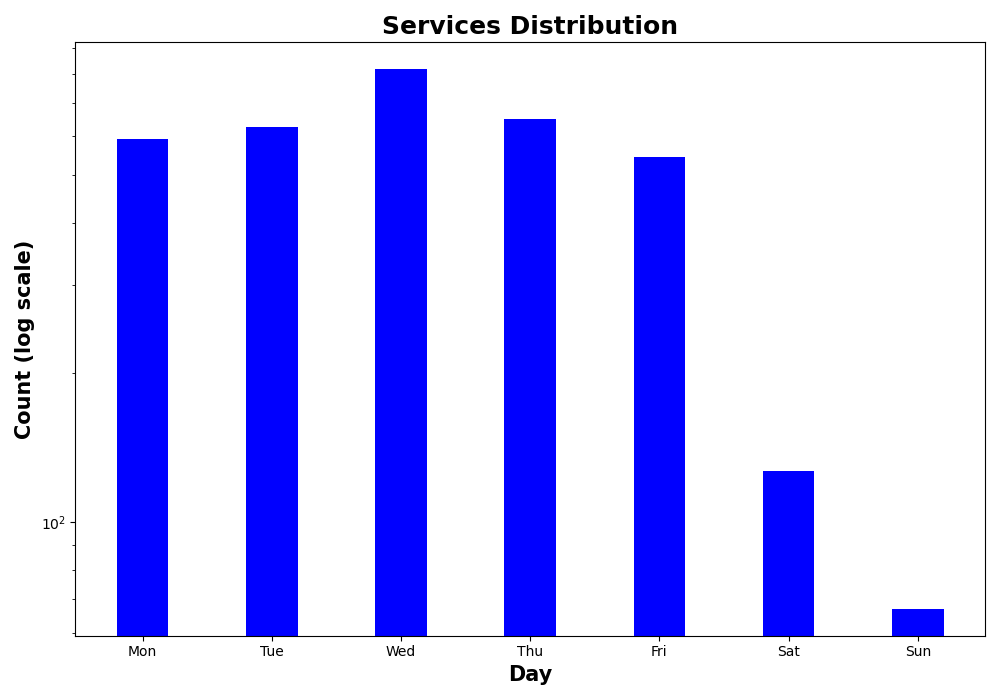 Services Distribution
Count (log scale)
10²
Mon Tue Wed Thu Fri Sat Sun
Day